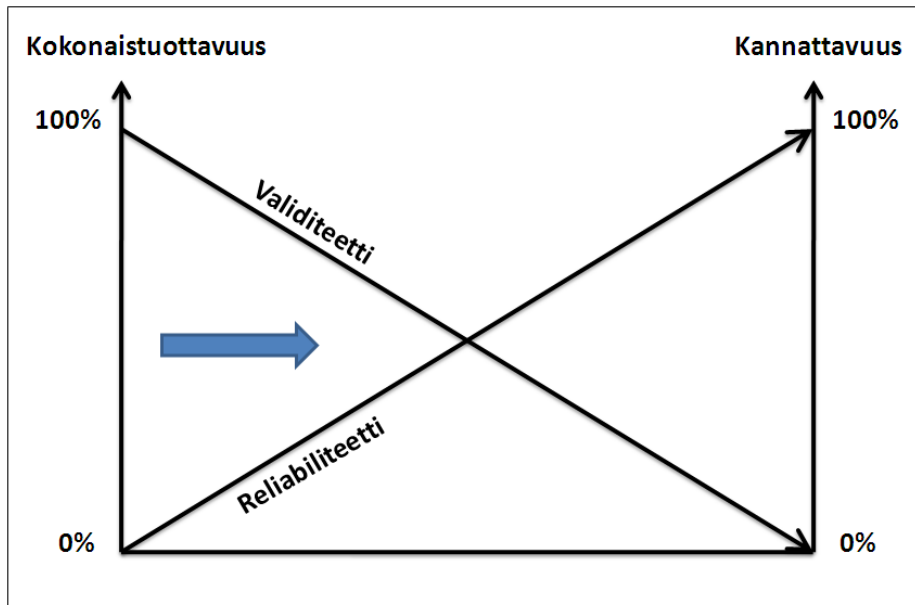 Kokonaistuottavuus
Kannattavuus
100%
100%
Validiteetti
Reliabiliteetti
0%
0%